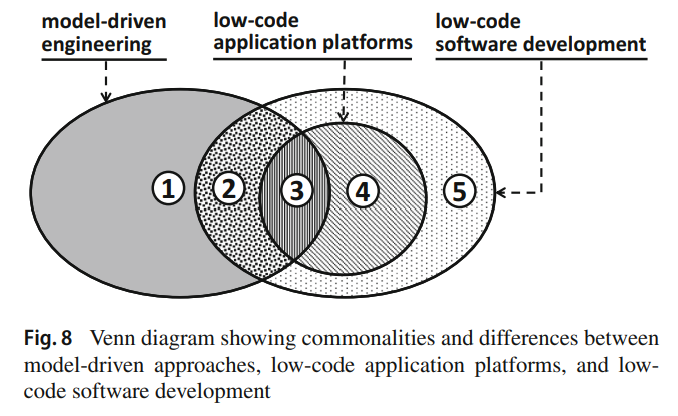 model-driven
engineering
low-code
application platforms
low-code
software development
1
2
3
4
5
Fig. 8 Venn diagram showing commonalities and differences between
model-driven approaches, low-code application platforms, and low-
code software development